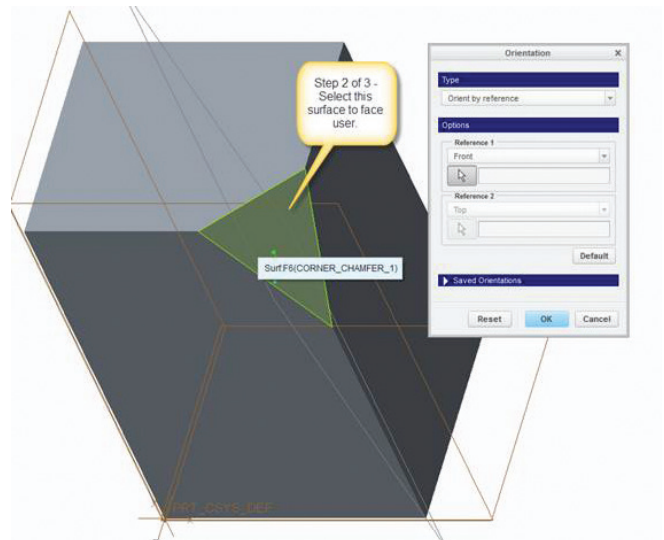 Step 2 of 3 -
Select this
surface to face
user.
Surf:F6(CORNER_CHAMFER_1)
PRT_CSYS_DEF
Orientation
X
Type
Orient by reference
Options
Reference 1
Front
Reference 2
Top
Default
Saved Orientations
Reset
OK
Cancel